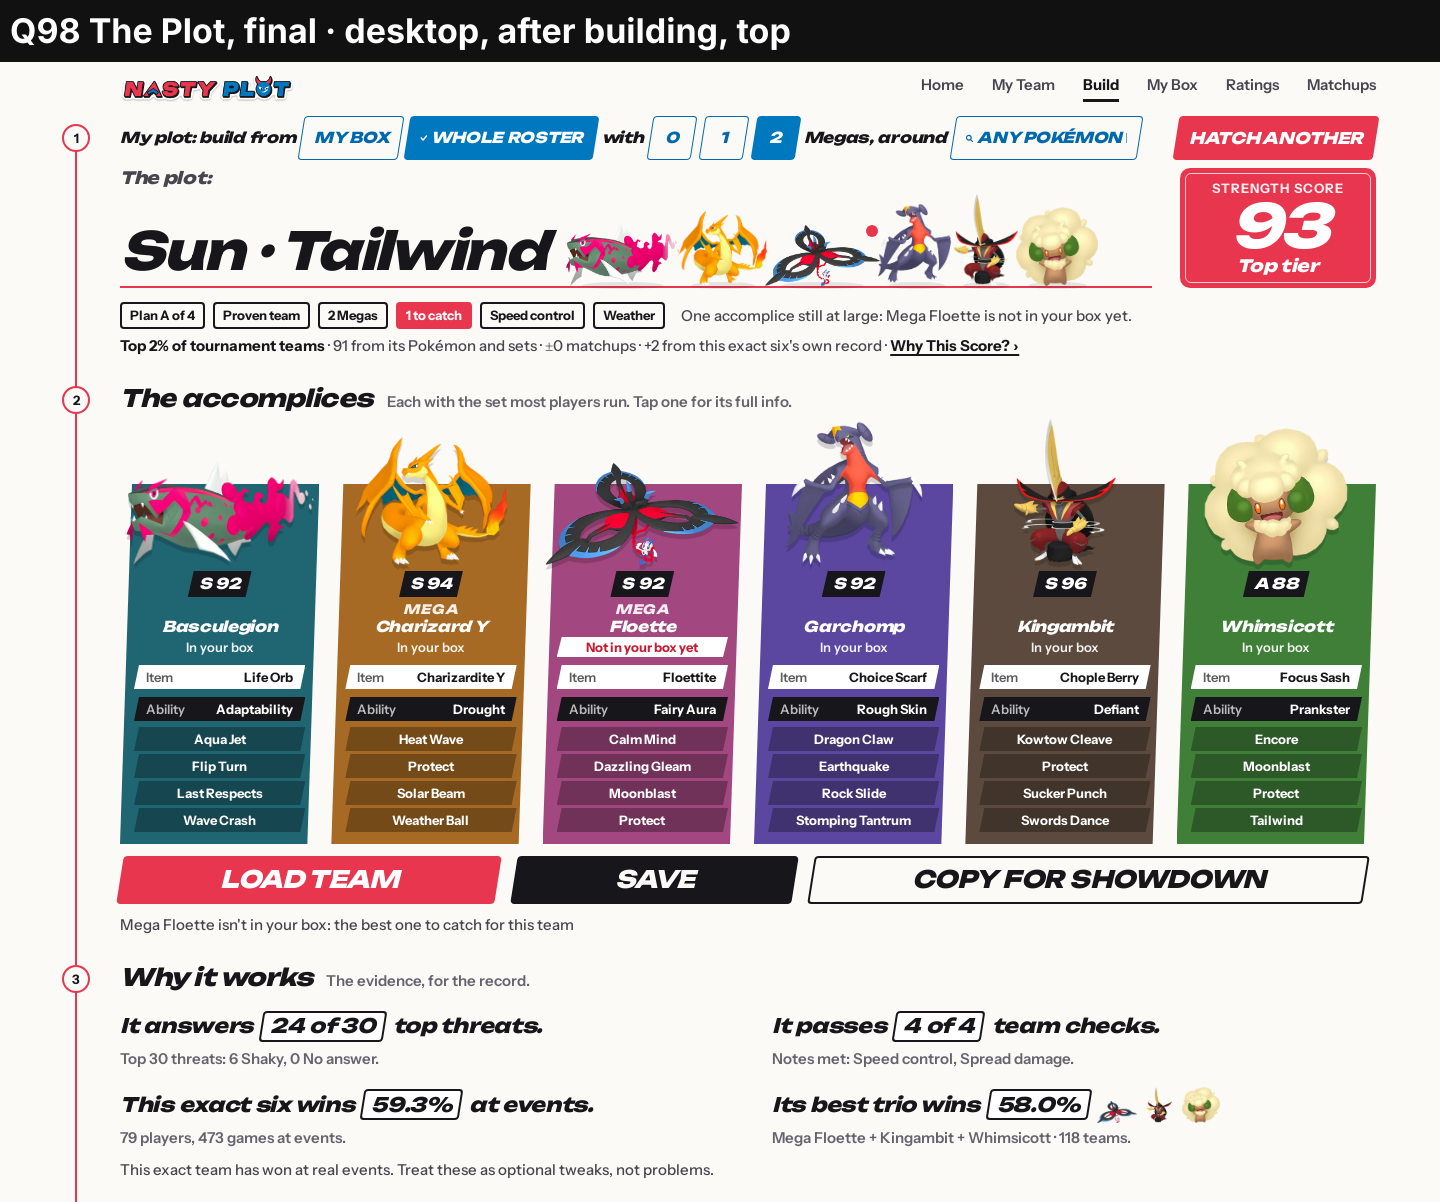 Q98 The Plot, final · desktop, after building, top
NASTY PLOT
Home My Team Build My Box Ratings Matchups
1
My plot: build from MY BOX ✓ WHOLE ROSTER with 0 1 2 Megas, around ANY POKÉMON HATCH ANOTHER
The plot:
Sun · Tailwind
STRENGTH SCORE
93
Top tier
Plan A of 4 Proven team 2 Megas 1 to catch Speed control Weather One accomplice still at large: Mega Floette is not in your box yet.
Top 2% of tournament teams · 91 from its Pokémon and sets · ±0 matchups · +2 from this exact six's own record · Why This Score? ›
2
The accomplices Each with the set most players run. Tap one for its full info.
S 92
Basculegion
In your box
Item Life Orb
Ability Adaptability
Aqua Jet
Flip Turn
Last Respects
Wave Crash
S 94
MEGA
Charizard Y
In your box
Item Charizardite Y
Ability Drought
Heat Wave
Protect
Solar Beam
Weather Ball
S 92
MEGA
Floette
Not in your box yet
Item Floettite
Ability Fairy Aura
Calm Mind
Dazzling Gleam
Moonblast
Protect
S 92
Garchomp
In your box
Item Choice Scarf
Ability Rough Skin
Dragon Claw
Earthquake
Rock Slide
Stomping Tantrum
S 96
Kingambit
In your box
Item Chople Berry
Ability Defiant
Kowtow Cleave
Protect
Sucker Punch
Swords Dance
A 88
Whimsicott
In your box
Item Focus Sash
Ability Prankster
Encore
Moonblast
Protect
Tailwind
LOAD TEAM SAVE COPY FOR SHOWDOWN
Mega Floette isn't in your box: the best one to catch for this team
3
Why it works The evidence, for the record.
It answers 24 of 30 top threats.
Top 30 threats: 6 Shaky, 0 No answer.
It passes 4 of 4 team checks.
Notes met: Speed control, Spread damage.
This exact six wins 59.3% at events.
79 players, 473 games at events.
Its best trio wins 58.0%
Mega Floette + Kingambit + Whimsicott · 118 teams.
This exact team has won at real events. Treat these as optional tweaks, not problems.